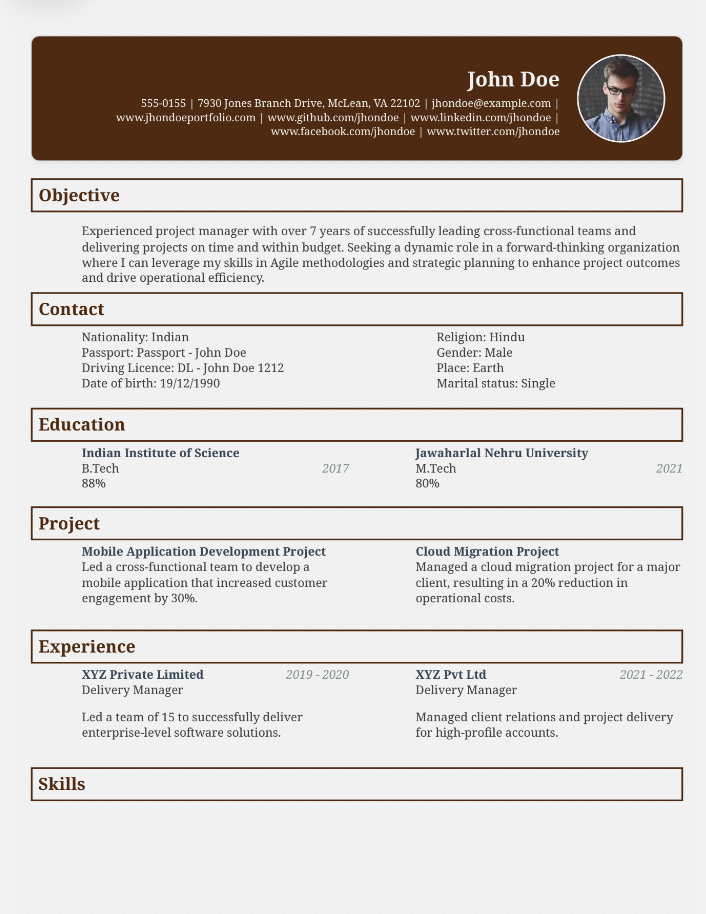 John Doe
555-0155 | 7930 Jones Branch Drive, McLean, VA 22102 | jhondoe@example.com |
www.jhondoeportfolio.com | www.github.com/jhondoe | www.linkedin.com/jhondoe |
www.facebook.com/jhondoe | www.twitter.com/jhondoe
Objective
Experienced project manager with over 7 years of successfully leading cross-functional teams and
delivering projects on time and within budget. Seeking a dynamic role in a forward-thinking organization
where I can leverage my skills in Agile methodologies and strategic planning to enhance project outcomes
and drive operational efficiency.
Contact
Nationality: Indian
Passport: Passport - John Doe
Driving Licence: DL - John Doe 1212
Date of birth: 19/12/1990
Religion: Hindu
Gender: Male
Place: Earth
Marital status: Single
Education
Indian Institute of Science
B.Tech 2017
88%
Jawaharlal Nehru University
M.Tech 2021
80%
Project
Mobile Application Development Project
Led a cross-functional team to develop a
mobile application that increased customer
engagement by 30%.
Cloud Migration Project
Managed a cloud migration project for a major
client, resulting in a 20% reduction in
operational costs.
Experience
XYZ Private Limited 2019 - 2020
Delivery Manager
Led a team of 15 to successfully deliver
enterprise-level software solutions.
XYZ Pvt Ltd 2021 - 2022
Delivery Manager
Managed client relations and project delivery
for high-profile accounts.
Skills